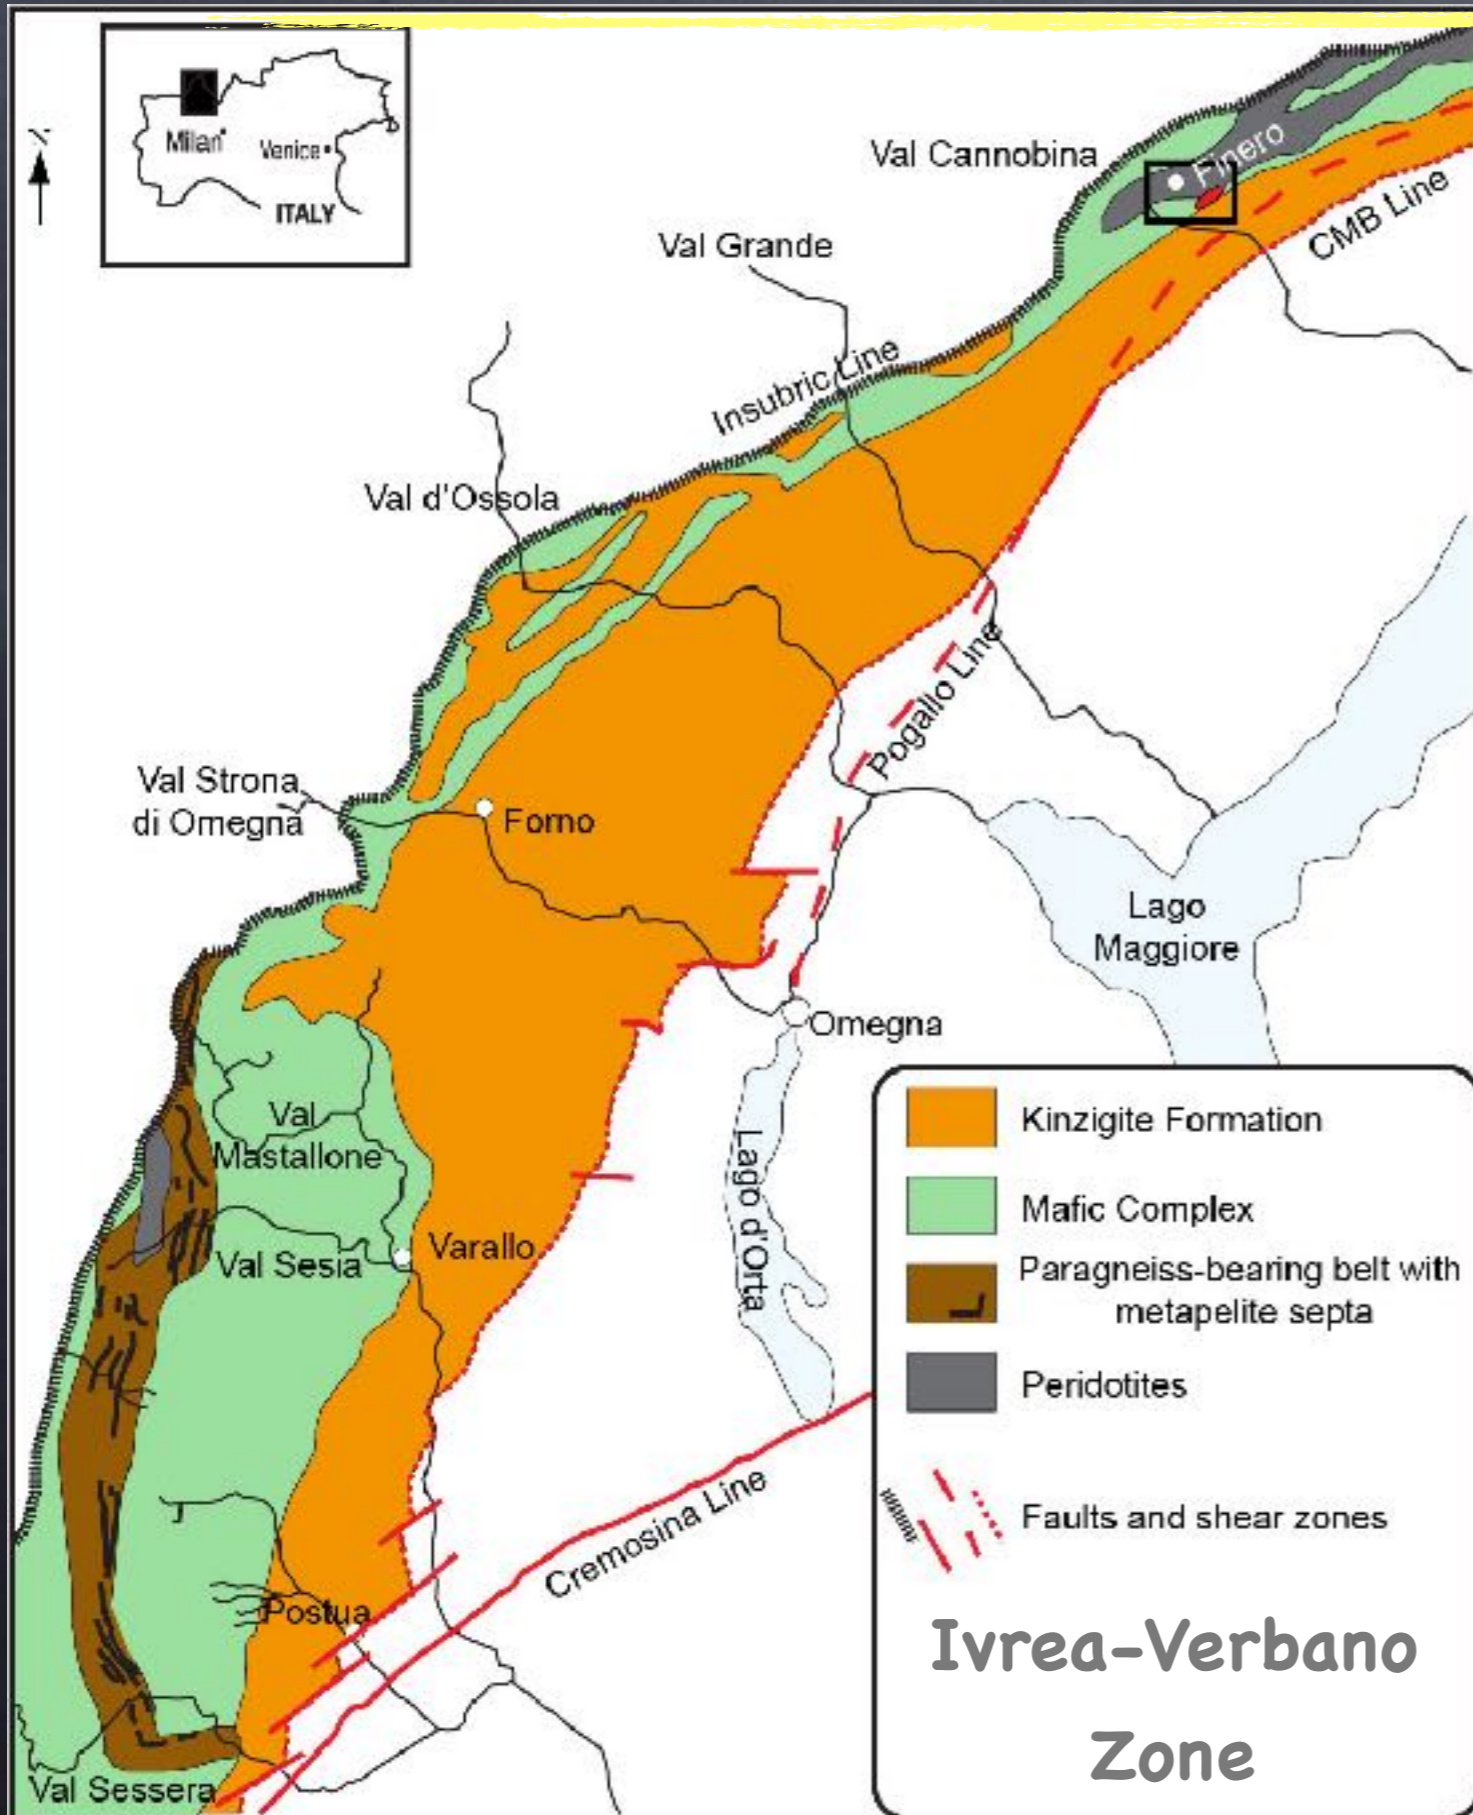 Milan
Venice
ITALY
Val Cannobina
Finero
CMB Line
Val Grande
Insubric Line
Val d'Ossola
Pogallo Line
Val Strona
di Omegna
Forno
Lago
Maggiore
Omegna
Val
Mastallone
Lago d'Orta
Val Sesia
Varallo
Cremosina Line
Postua
Val Sessera
Kinzigite Formation
Mafic Complex
Paragneiss-bearing belt with
metapelite septa
Peridotites
Faults and shear zones
Ivrea-Verbano
Zone